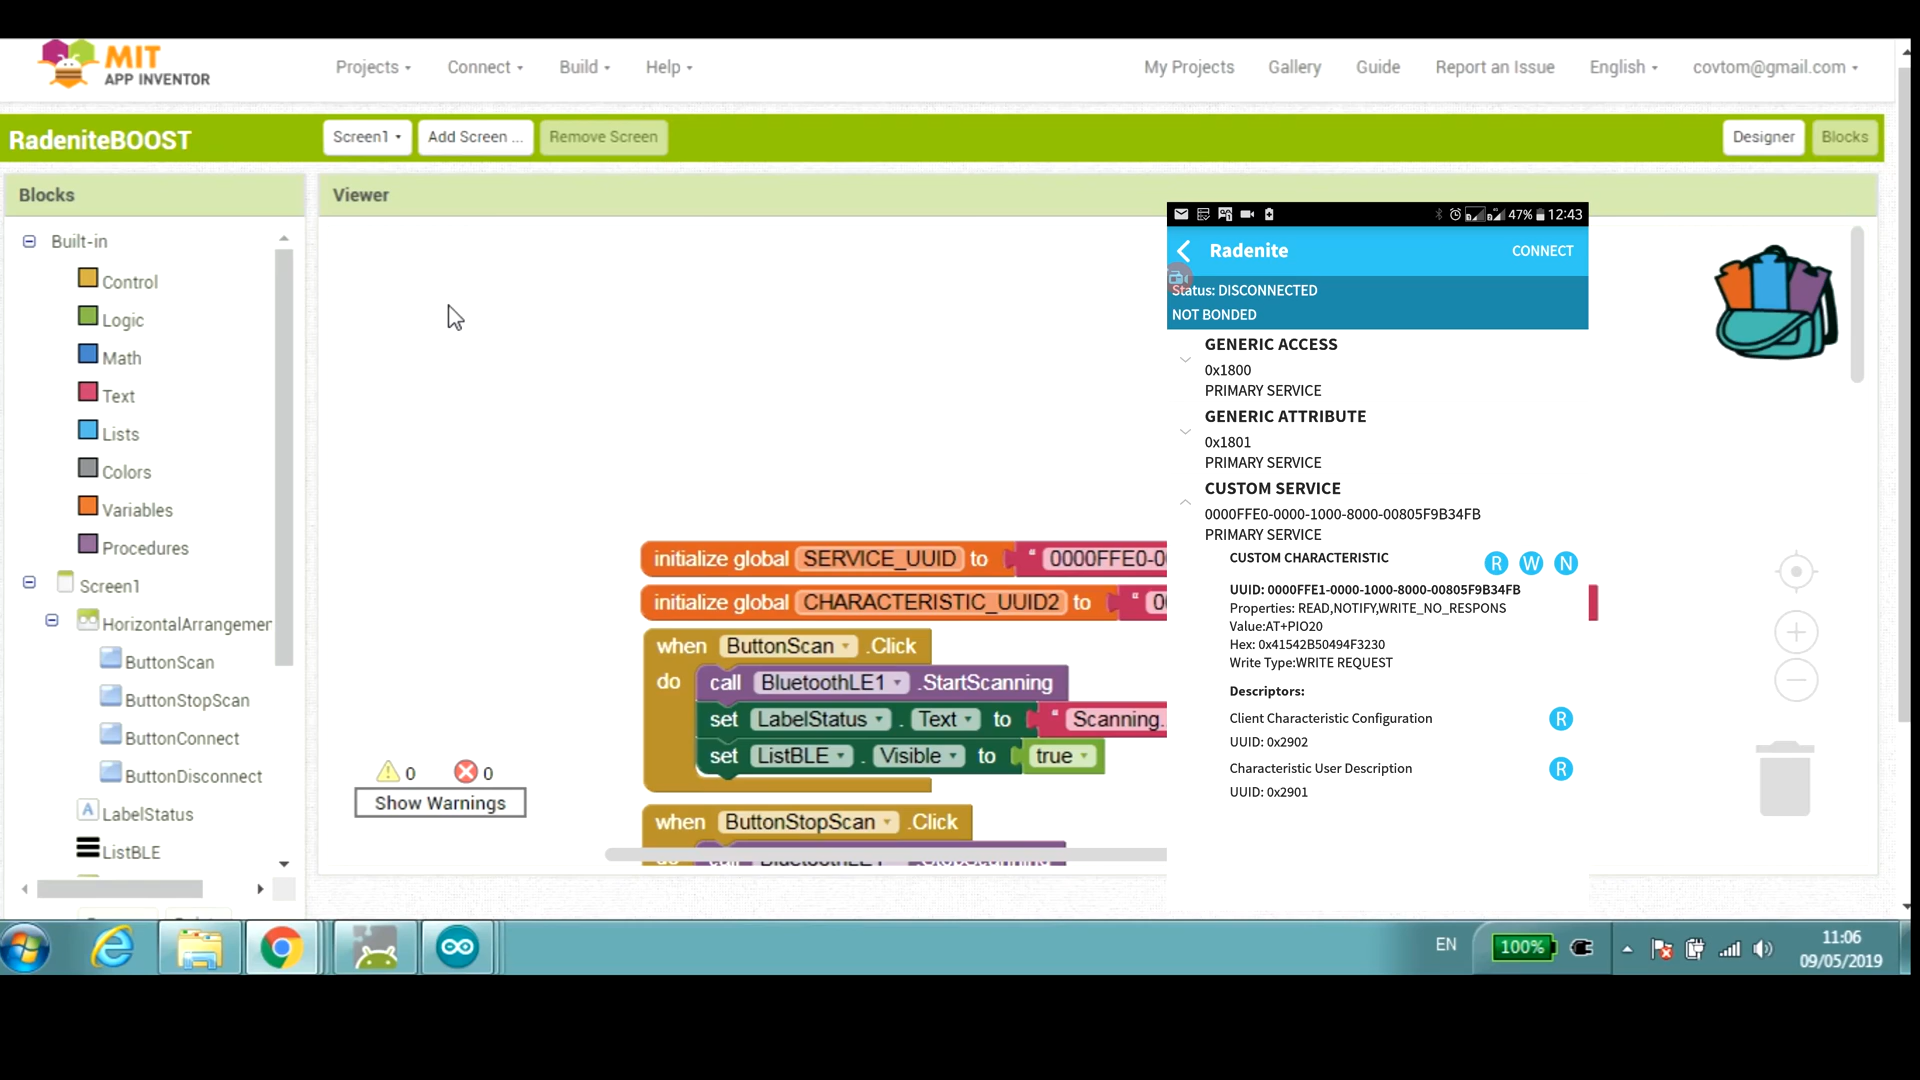 MIT
APP INVENTOR
Projects
Connect
Build
Help
My Projects
Gallery
Guide
Report an Issue
English
covtom@gmail.com
RadeniteBOOST
Screen1
Add Screen ...
Remove Screen
Designer
Blocks
Blocks
Built-in
Control
Logic
Math
Text
Lists
Colors
Variables
Procedures
Screen1
HorizontalArrangemer
ButtonScan
ButtonStopScan
ButtonConnect
ButtonDisconnect
LabelStatus
ListBLE
Viewer
initialize global SERVICE_UUID to " 0000FFE0-0
initialize global CHARACTERISTIC_UUID2 to " 00
when ButtonScan .Click
do call BluetoothLE1 .StartScanning
set LabelStatus . Text to " Scanning.
set ListBLE . Visible to true
when ButtonStopScan .Click
0 0
Show Warnings
47% 12:43
Radenite CONNECT
Status: DISCONNECTED
NOT BONDED
GENERIC ACCESS
0x1800
PRIMARY SERVICE
GENERIC ATTRIBUTE
0x1801
PRIMARY SERVICE
CUSTOM SERVICE
0000FFE0-0000-1000-8000-00805F9B34FB
PRIMARY SERVICE
CUSTOM CHARACTERISTIC R W N
UUID: 0000FFE1-0000-1000-8000-00805F9B34FB
Properties: READ,NOTIFY,WRITE_NO_RESPONS
Value:AT+PIO20
Hex: 0x41542B50494F3230
Write Type:WRITE REQUEST
Descriptors:
Client Characteristic Configuration R
UUID: 0x2902
Characteristic User Description R
UUID: 0x2901
EN
100%
11:06
09/05/2019